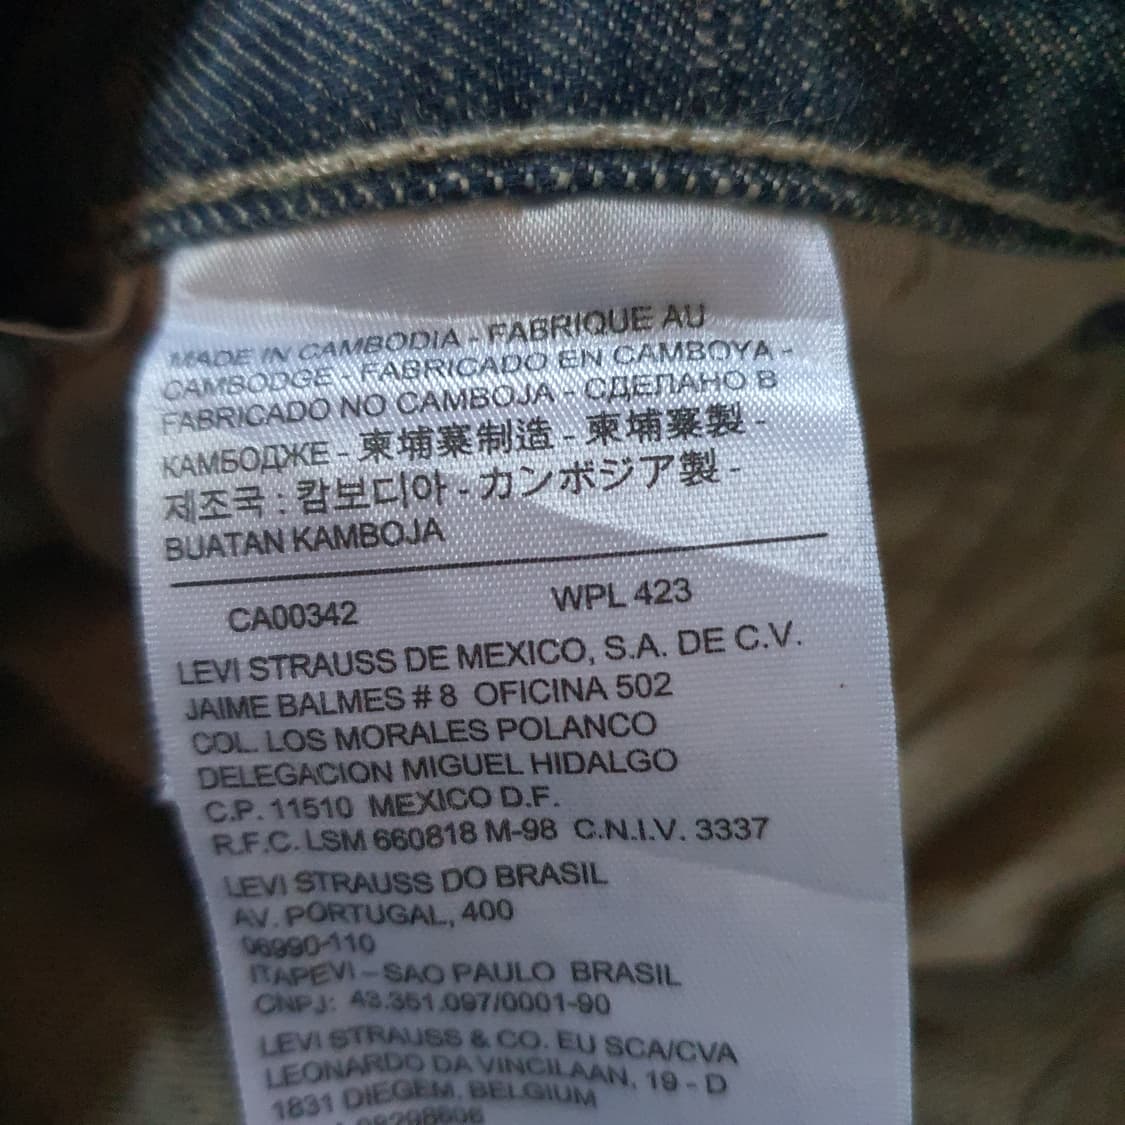 MADE IN CAMBODIA - FABRIQUE AU
CAMBODGE - FABRICADO EN CAMBOYA -
FABRICADO NO CAMBOJA - СДЕЛАНО В
КАМБОДЖЕ - 柬埔寨制造 - 柬埔寨製 -
제조국 : 캄보디아 - カンボジア製 -
BUATAN KAMBOJA
CA00342 WPL 423
LEVI STRAUSS DE MEXICO, S.A. DE C.V.
JAIME BALMES # 8 OFICINA 502
COL. LOS MORALES POLANCO
DELEGACION MIGUEL HIDALGO
C.P. 11510 MEXICO D.F.
R.F.C. LSM 660818 M-98 C.N.I.V. 3337
LEVI STRAUSS DO BRASIL
AV. PORTUGAL, 400
06690-110
ITAPEVI – SAO PAULO BRASIL
CNPJ: 43.351.097/0001-90
LEVI STRAUSS & CO. EU SCA/CVA
LEONARDO DA VINCILAAN, 19 - D
1831 DIEGEM, BELGIUM